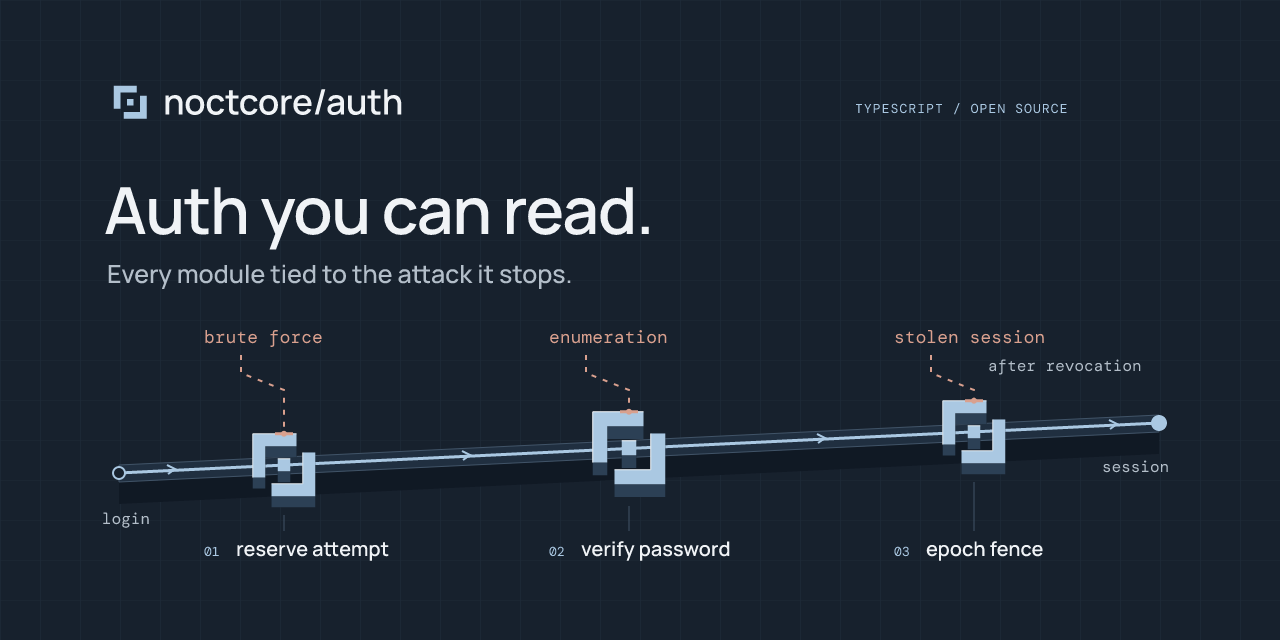 noctcore/auth
TYPESCRIPT / OPEN SOURCE
Auth you can read.
Every module tied to the attack it stops.
brute force
enumeration
stolen session
after revocation
session
login
01 reserve attempt
02 verify password
03 epoch fence